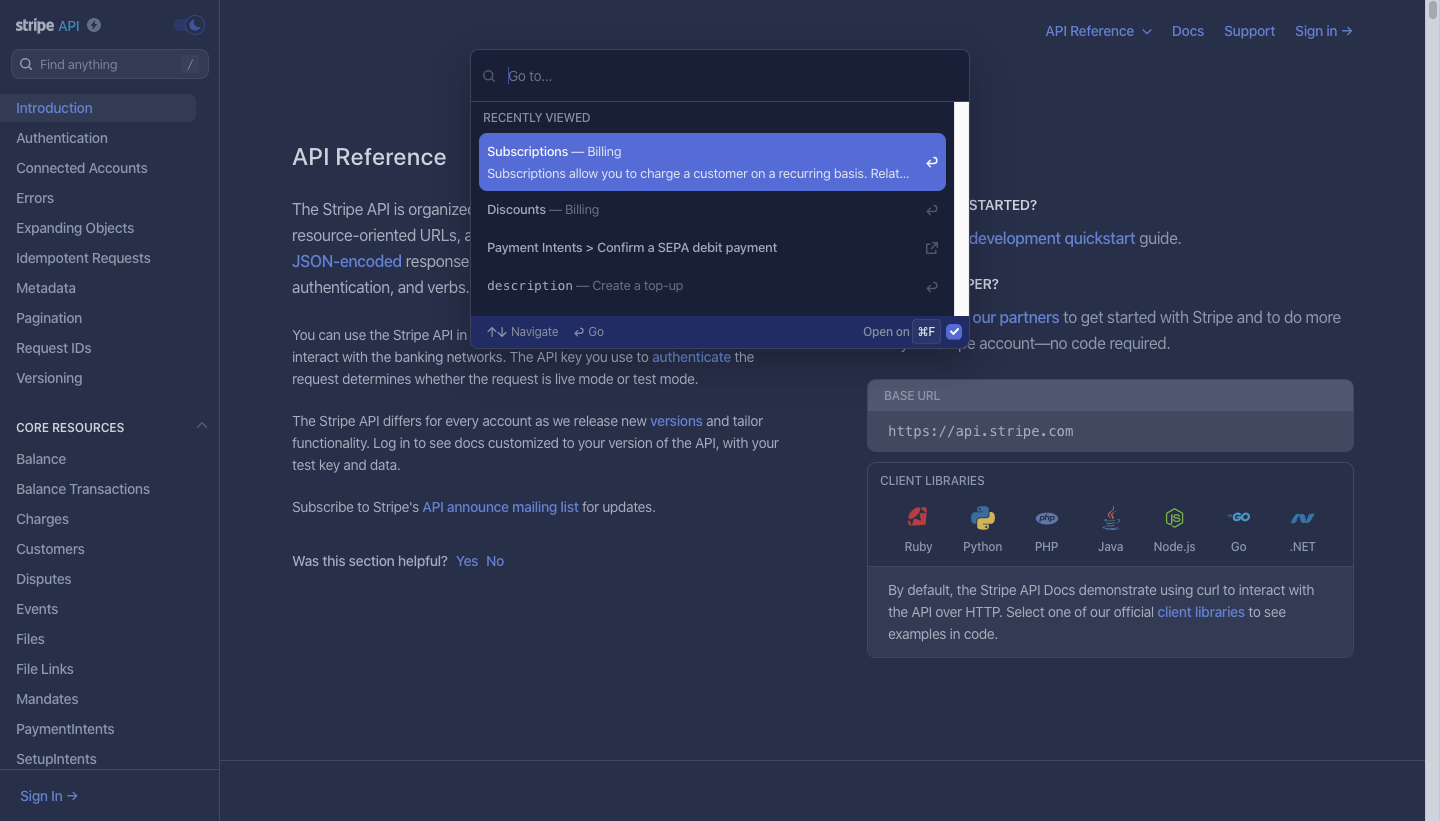 stripe API
Find anything /
Introduction
Authentication
Connected Accounts
Errors
Expanding Objects
Idempotent Requests
Metadata
Pagination
Request IDs
Versioning
CORE RESOURCES
Balance
Balance Transactions
Charges
Customers
Disputes
Events
Files
File Links
Mandates
PaymentIntents
SetupIntents
Sign In →
API Reference Docs Support Sign in →
Go to...
RECENTLY VIEWED
Subscriptions — Billing
Subscriptions allow you to charge a customer on a recurring basis. Relat...
Discounts — Billing
Payment Intents > Confirm a SEPA debit payment
description — Create a top-up
↑↓ Navigate ↵ Go Open on ⌘F
API Reference
The Stripe API is organized
resource-oriented URLs, a
JSON-encoded response
authentication, and verbs.
You can use the Stripe API in
interact with the banking networks. The API key you use to authenticate the
request determines whether the request is live mode or test mode.
The Stripe API differs for every account as we release new versions and tailor
functionality. Log in to see docs customized to your version of the API, with your
test key and data.
Subscribe to Stripe's API announce mailing list for updates.
Was this section helpful? Yes No
STARTED?
development quickstart guide.
PER?
our partners to get started with Stripe and to do more
account—no code required.
BASE URL
https://api.stripe.com
CLIENT LIBRARIES
Ruby Python PHP Java Node.js Go .NET
By default, the Stripe API Docs demonstrate using curl to interact with
the API over HTTP. Select one of our official client libraries to see
examples in code.